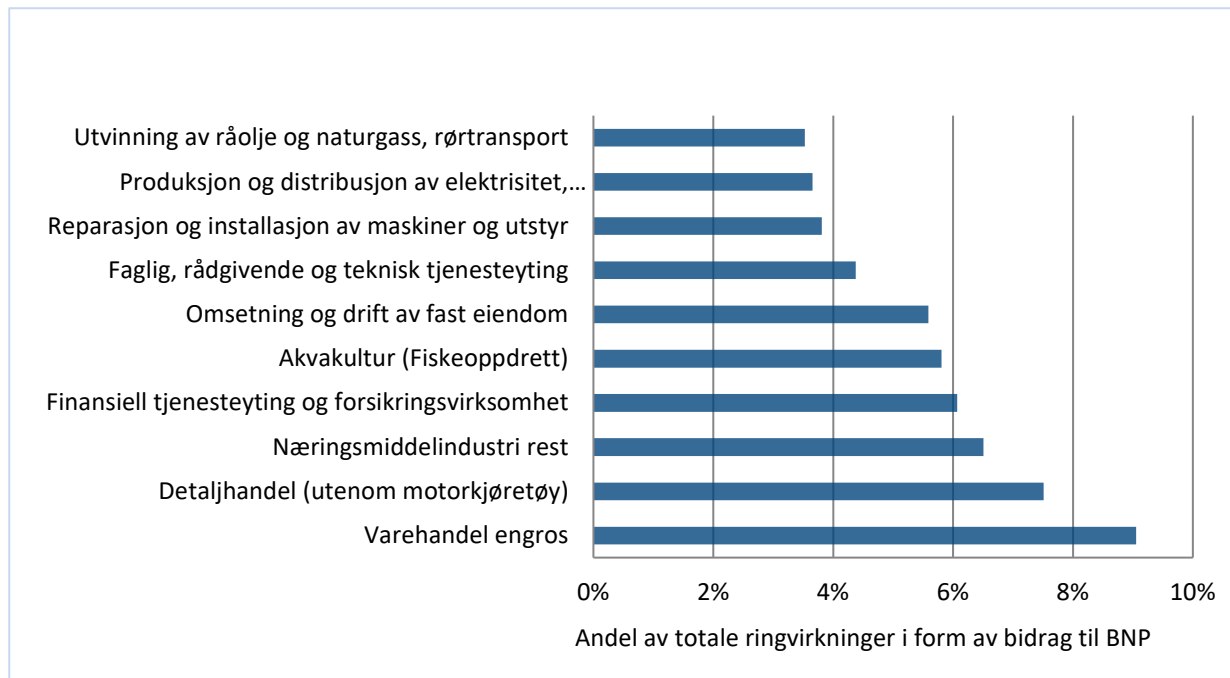 Utvinning av råolje og naturgass, rørtransport
Produksjon og distribusjon av elektrisitet,...
Reparasjon og installasjon av maskiner og utstyr
Faglig, rådgivende og teknisk tjenesteyting
Omsetning og drift av fast eiendom
Akvakultur (Fiskeoppdrett)
Finansiell tjenesteyting og forsikringsvirksomhet
Næringsmiddelindustri rest
Detaljhandel (utenom motorkjøretøy)
Varehandel engros
0% 2% 4% 6% 8% 10%
Andel av totale ringvirkninger i form av bidrag til BNP